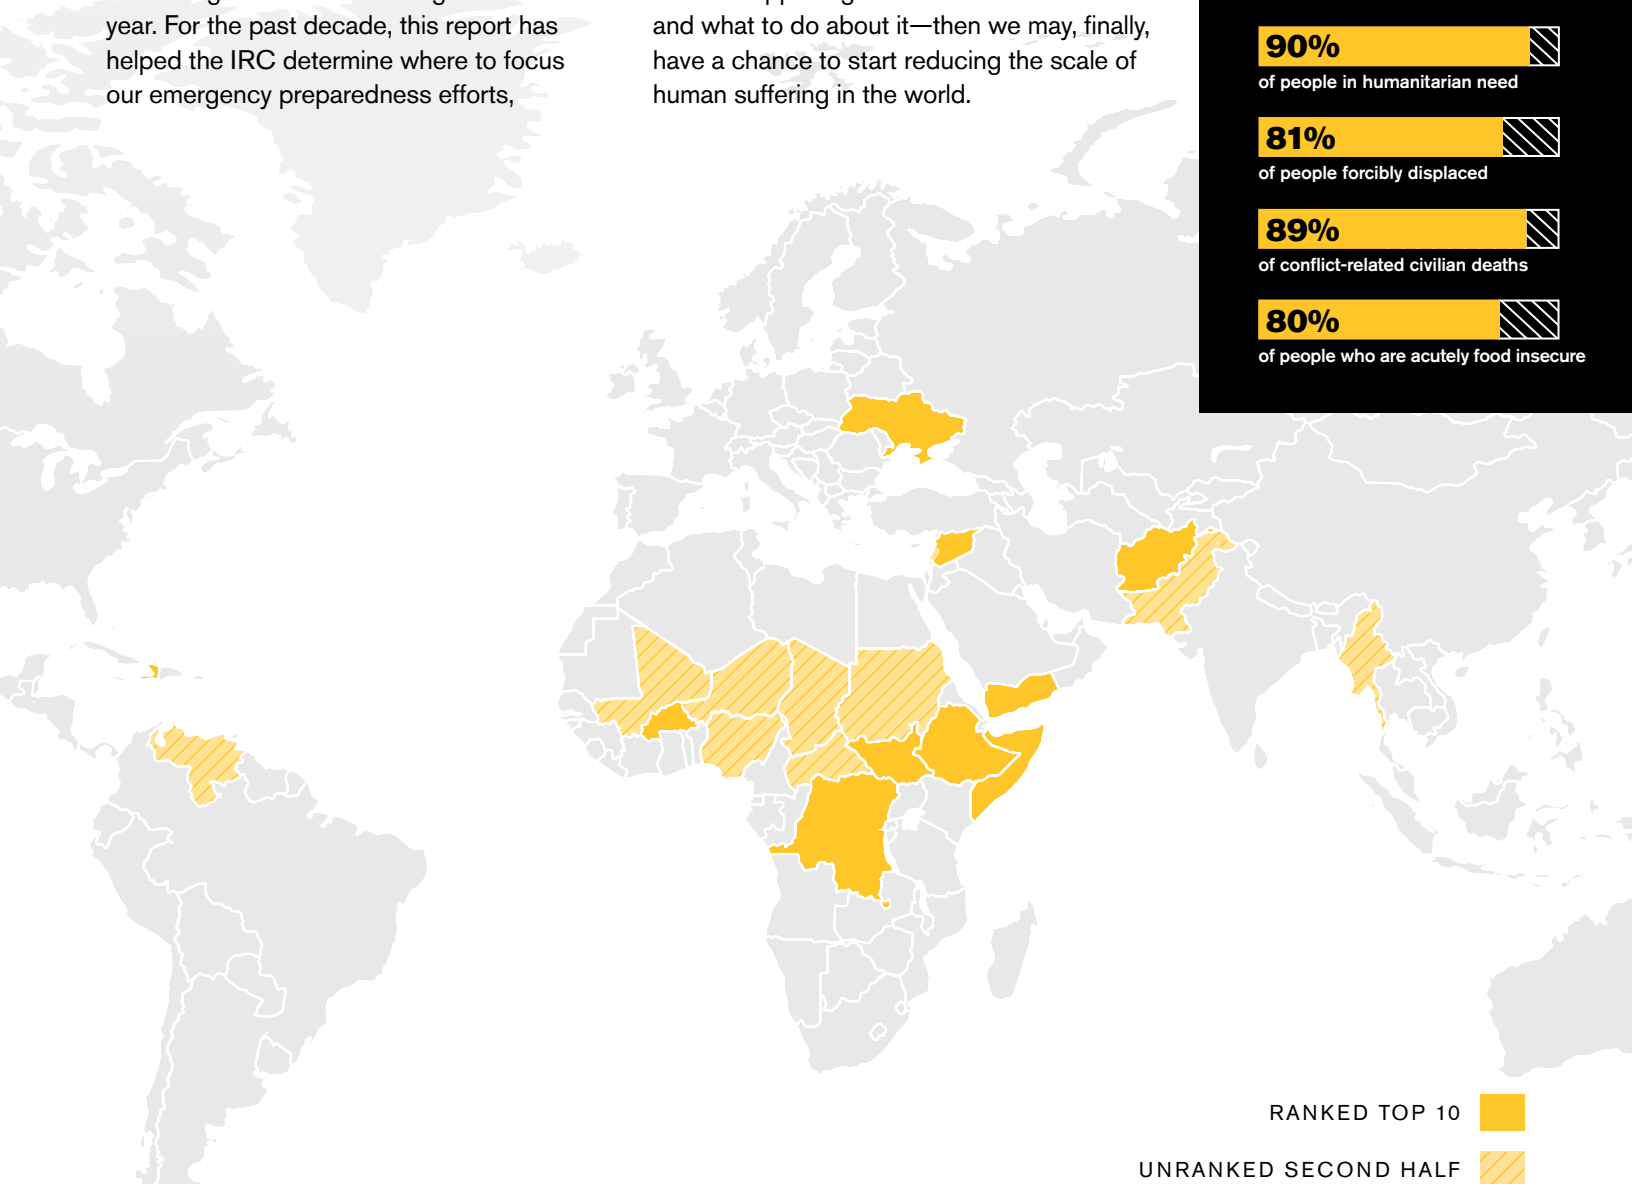 year. For the past decade, this report has
helped the IRC determine where to focus
our emergency preparedness efforts,
and what to do about it—then we may, finally,
have a chance to start reducing the scale of
human suffering in the world.
90%
of people in humanitarian need
81%
of people forcibly displaced
89%
of conflict-related civilian deaths
80%
of people who are acutely food insecure
RANKED TOP 10
UNRANKED SECOND HALF